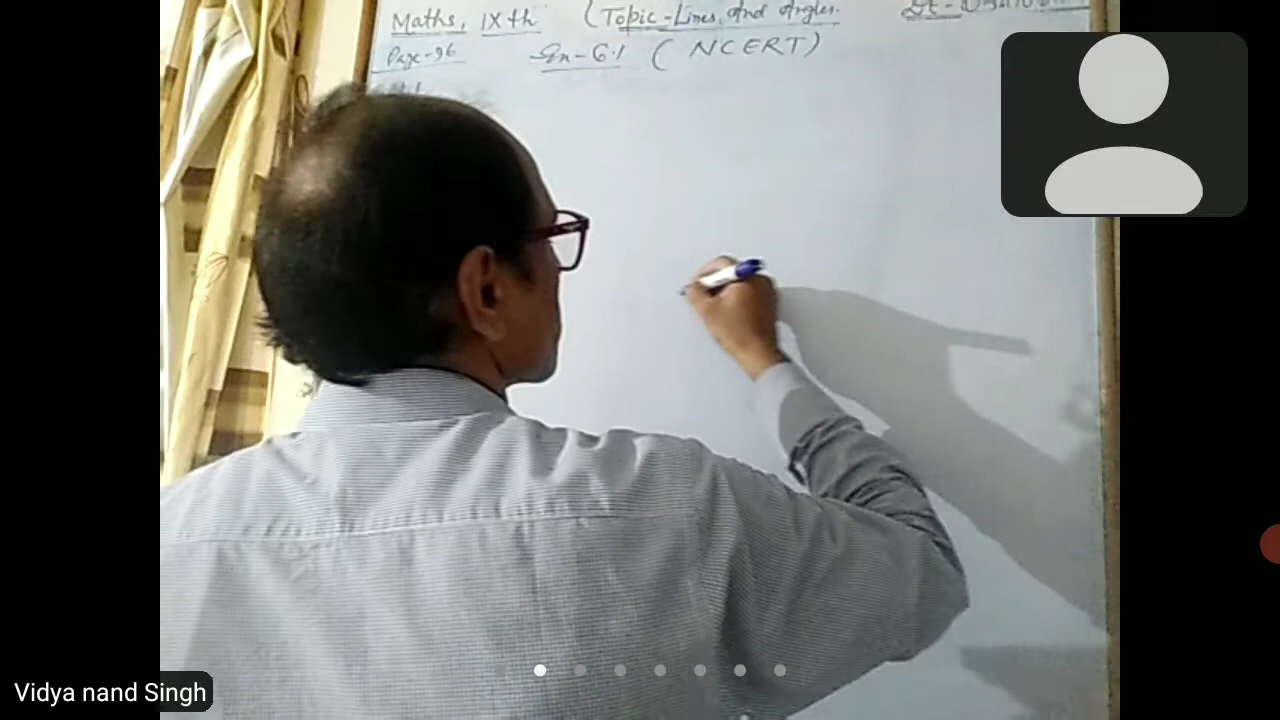 Maths, IXth (Topic - Lines, And Angles.
Page-96 Ex-6.1 (NCERT)
Vidya nand Singh